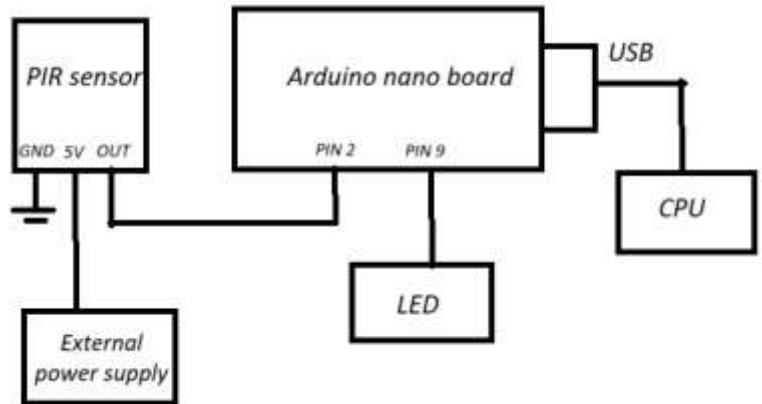 PIR sensor
GND 5V OUT
Arduino nano board
PIN 2 PIN 9
USB
CPU
LED
External
power supply